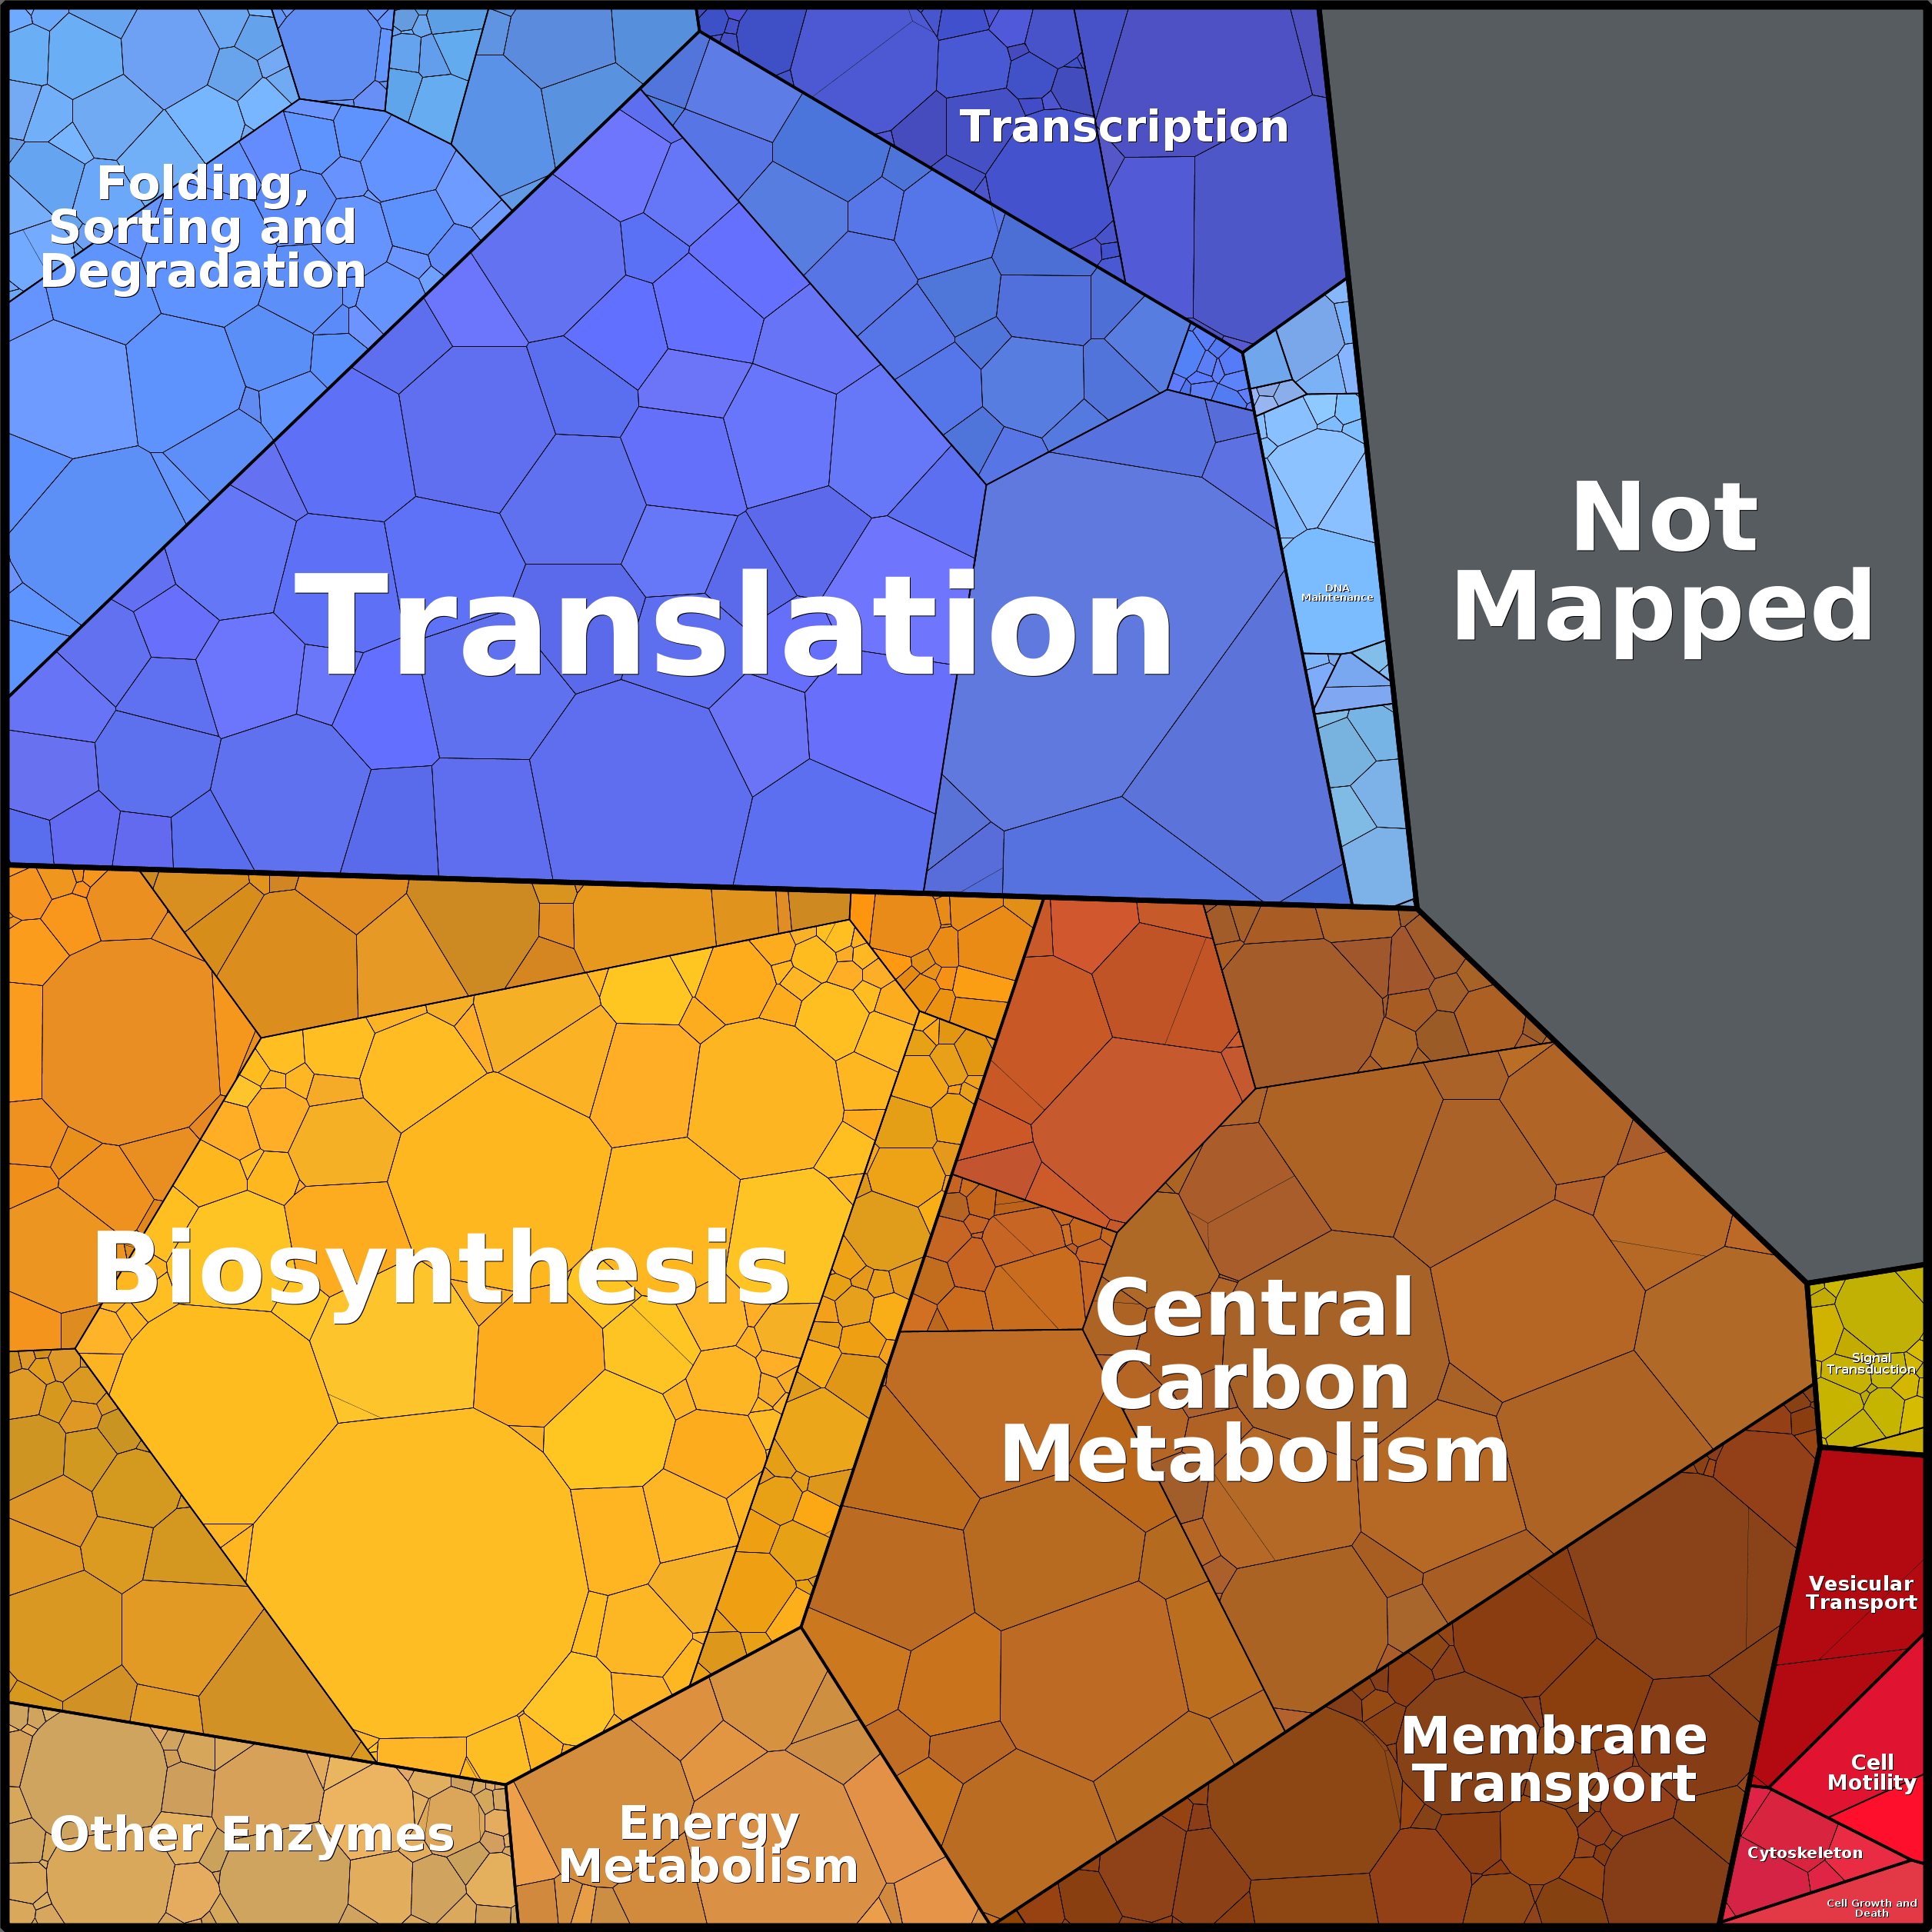 Transcription
Folding,
Sorting and
Degradation
Not
Mapped
DNA
Maintenance
Translation
Biosynthesis
Central
Carbon
Metabolism
Signal
Transduction
Vesicular
Transport
Membrane
Transport
Cell
Motility
Other Enzymes
Energy
Metabolism
Cytoskeleton
Cell Growth and
Death